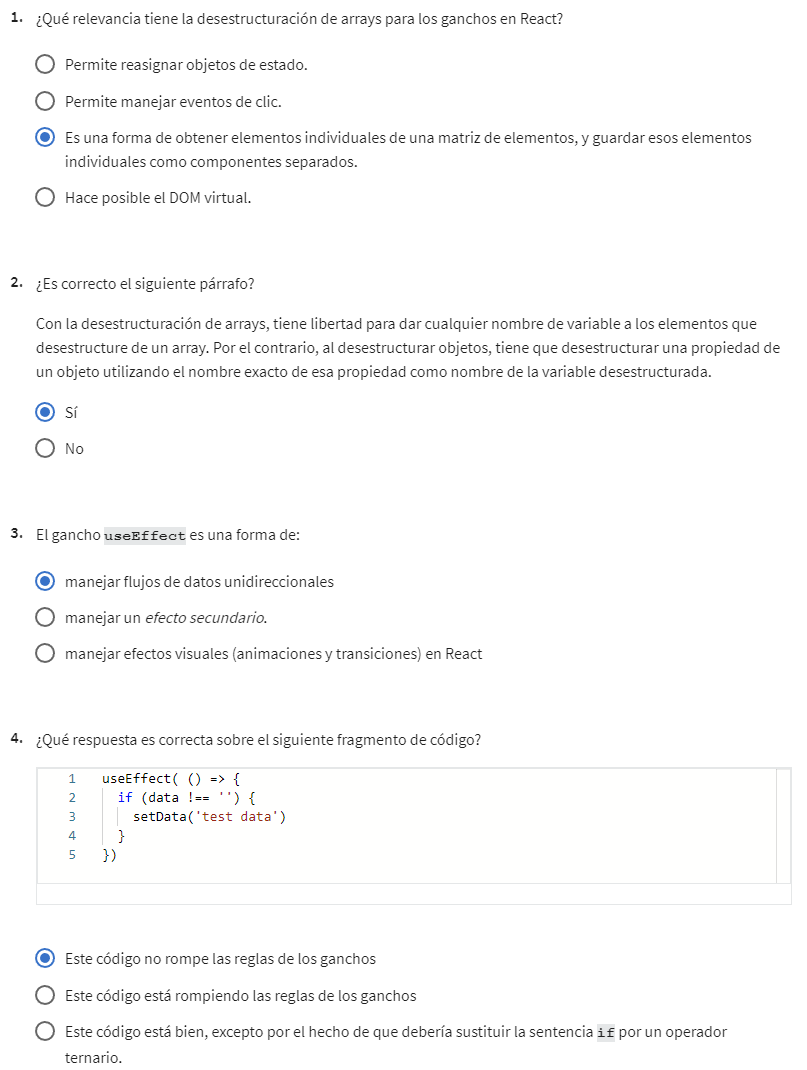 1. ¿Qué relevancia tiene la desestructuración de arrays para los ganchos en React?
Permite reasignar objetos de estado.
Permite manejar eventos de clic.
Es una forma de obtener elementos individuales de una matriz de elementos, y guardar esos elementos
individuales como componentes separados.
Hace posible el DOM virtual.
2. ¿Es correcto el siguiente párrafo?
Con la desestructuración de arrays, tiene libertad para dar cualquier nombre de variable a los elementos que
desestructure de un array. Por el contrario, al desestructurar objetos, tiene que desestructurar una propiedad de
un objeto utilizando el nombre exacto de esa propiedad como nombre de la variable desestructurada.
Sí
No
3. El gancho useEffect es una forma de:
manejar flujos de datos unidireccionales
manejar un efecto secundario.
manejar efectos visuales (animaciones y transiciones) en React
4. ¿Qué respuesta es correcta sobre el siguiente fragmento de código?
1 useEffect( () => {
2 if (data !== '') {
3 setData('test data')
4 }
5 })
Este código no rompe las reglas de los ganchos
Este código está rompiendo las reglas de los ganchos
Este código está bien, excepto por el hecho de que debería sustituir la sentencia if por un operador
ternario.